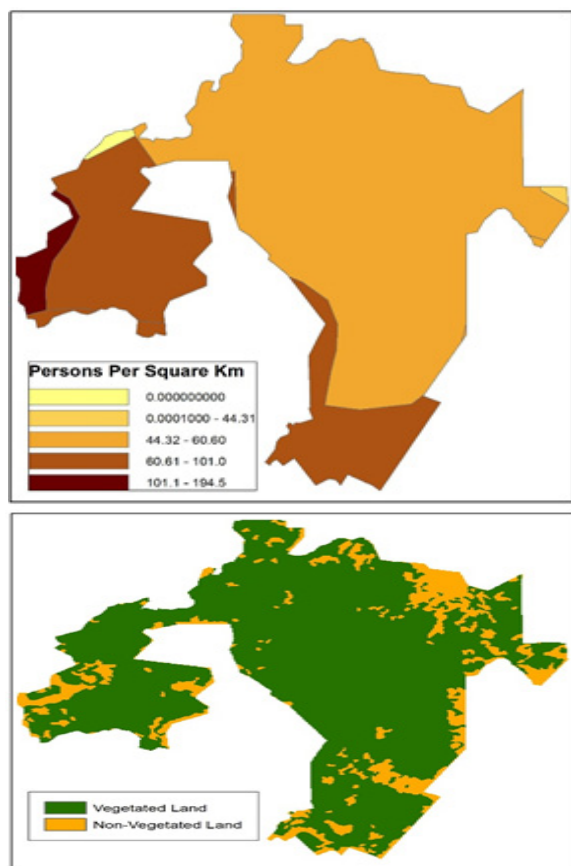 Persons Per Square Km
0.000000000
0.0001000 - 44.31
44.32 - 60.60
60.61 - 101.0
101.1 - 194.5
Vegetated Land
Non-Vegetated Land